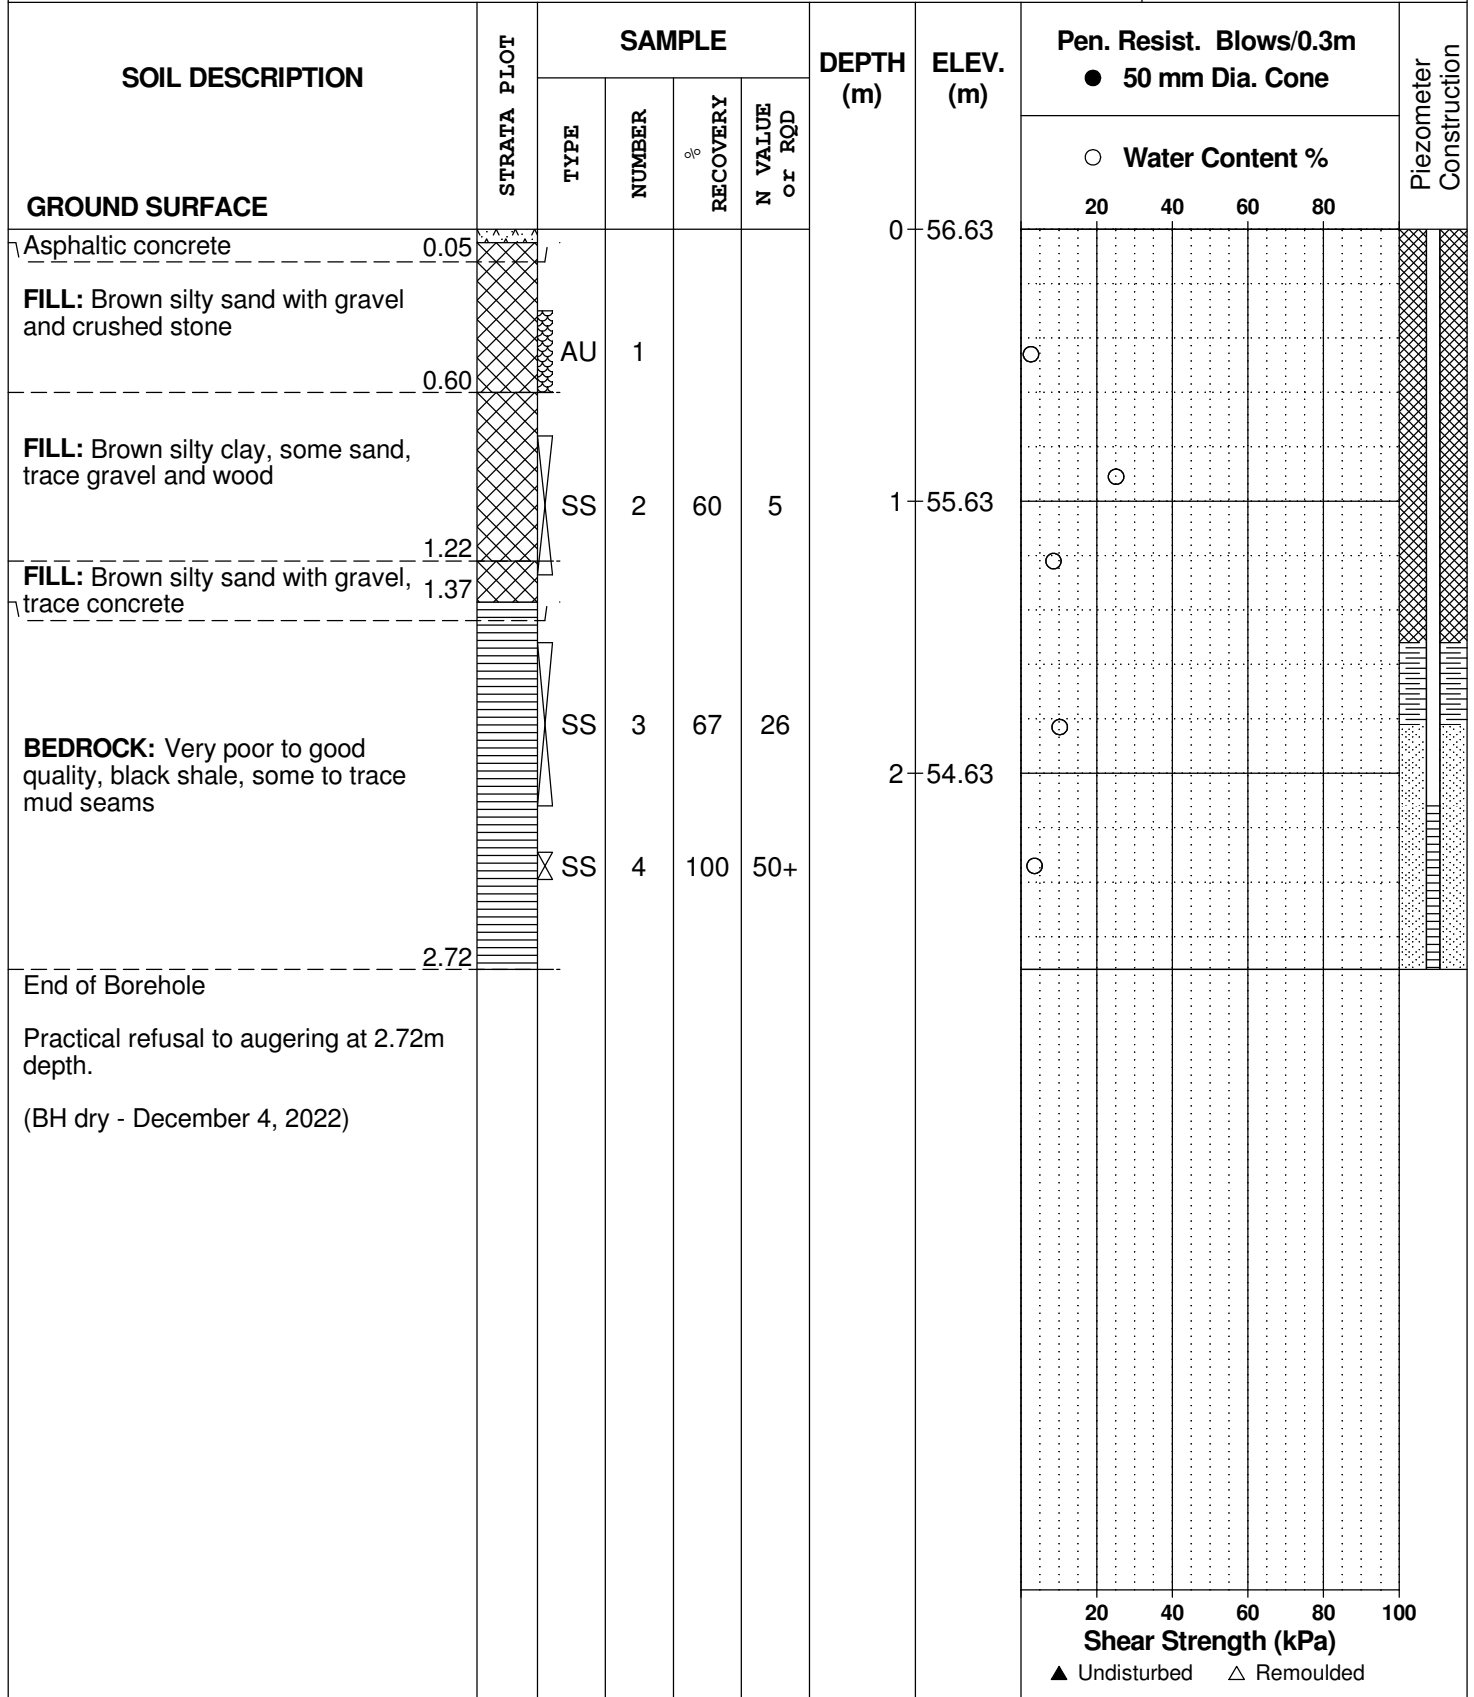 SOIL DESCRIPTION
GROUND SURFACE
STRATA PLOT
SAMPLE
TYPE
NUMBER
%
RECOVERY
N VALUE
or RQD
DEPTH
(m)
ELEV.
(m)
Pen. Resist. Blows/0.3m
● 50 mm Dia. Cone
○ Water Content %
20 40 60 80
Piezometer
Construction
Asphaltic concrete 0.05
0 56.63
FILL: Brown silty sand with gravel
and crushed stone
AU 1
0.60
FILL: Brown silty clay, some sand,
trace gravel and wood
SS 2 60 5
1 55.63
1.22
FILL: Brown silty sand with gravel, 1.37
trace concrete
SS 3 67 26
BEDROCK: Very poor to good
quality, black shale, some to trace
mud seams
2 54.63
SS 4 100 50+
2.72
End of Borehole
Practical refusal to augering at 2.72m
depth.
(BH dry - December 4, 2022)
20 40 60 80 100
Shear Strength (kPa)
▲ Undisturbed △ Remoulded